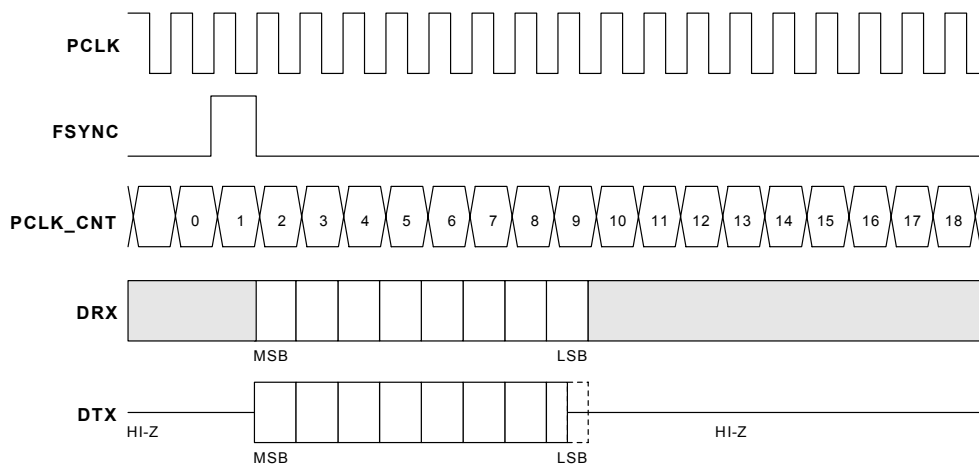 PCLK
FSYNC
PCLK_CNT
0 1 2 3 4 5 6 7 8 9 10 11 12 13 14 15 16 17 18
DRX
MSB LSB
DTX
HI-Z HI-Z
MSB LSB